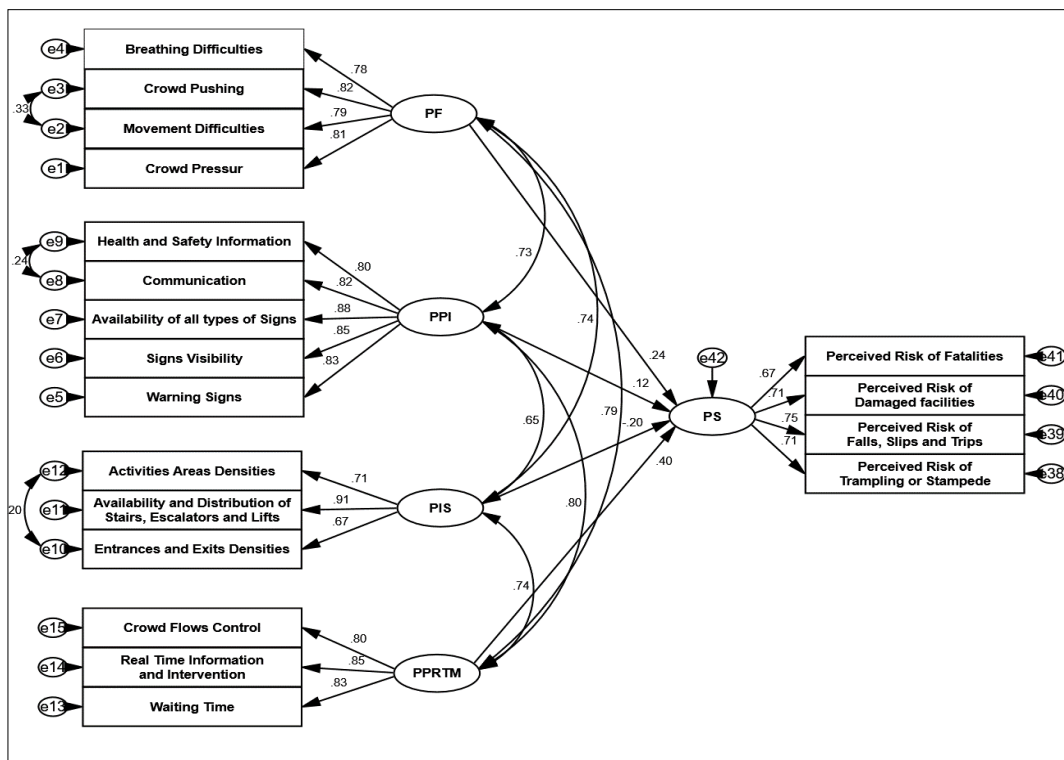 e4
Breathing Difficulties
.78
e3
Crowd Pushing
.82
PF
.33
e2
Movement Difficulties
.79
e1
Crowd Pressur
.81
e9
Health and Safety Information
.80
.73
.24
e8
Communication
.82
e7
Availability of all types of Signs
.88
PPI
.74
e6
Signs Visibility
.85
e5
Warning Signs
.83
.24
.12
.65
.79
-.20
.40
.80
e42
PS
.67
Perceived Risk of Fatalities
e41
.71
Perceived Risk of
Damaged facilities
e40
.75
Perceived Risk of
Falls, Slips and Trips
e39
.71
Perceived Risk of
Trampling or Stampede
e38
e12
Activities Areas Densities
.71
20
e11
Availability and Distribution of
Stairs, Escalators and Lifts
.91
PIS
e10
Entrances and Exits Densities
.67
.74
e15
Crowd Flows Control
.80
e14
Real Time Information
and Intervention
.85
PPRTM
e13
Waiting Time
.83